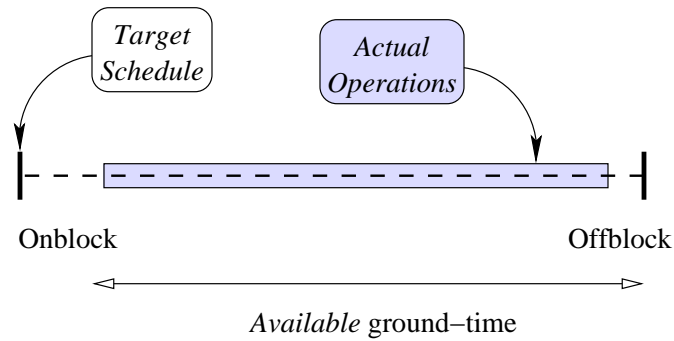 Target
Schedule
Actual
Operations
Onblock
Offblock
Available ground−time